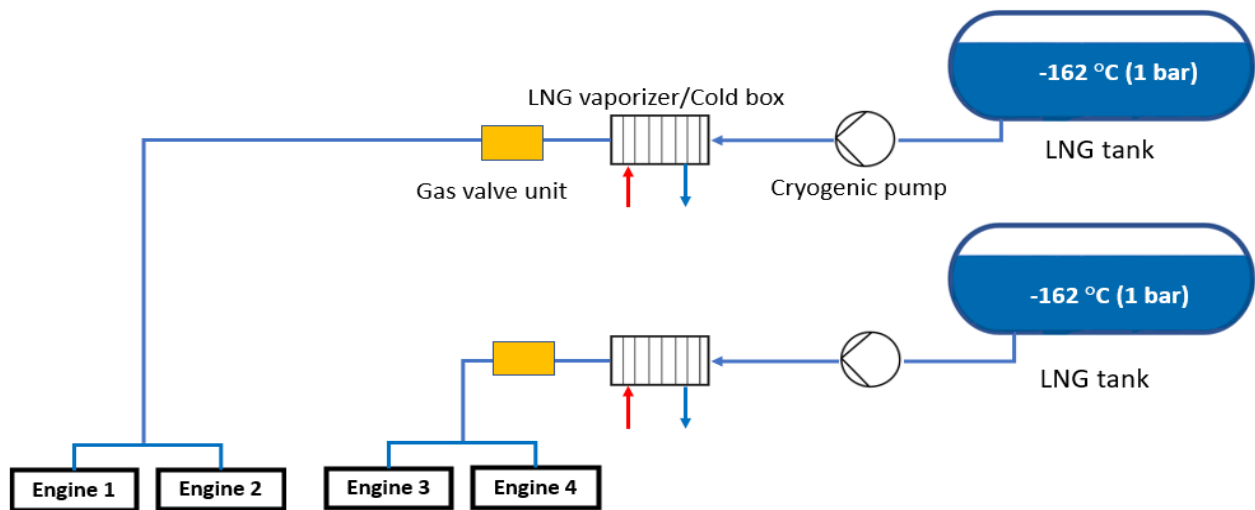 -162 °C (1 bar)
LNG vaporizer/Cold box
LNG tank
Gas valve unit
Cryogenic pump
-162 °C (1 bar)
LNG tank
Engine 1
Engine 2
Engine 3
Engine 4